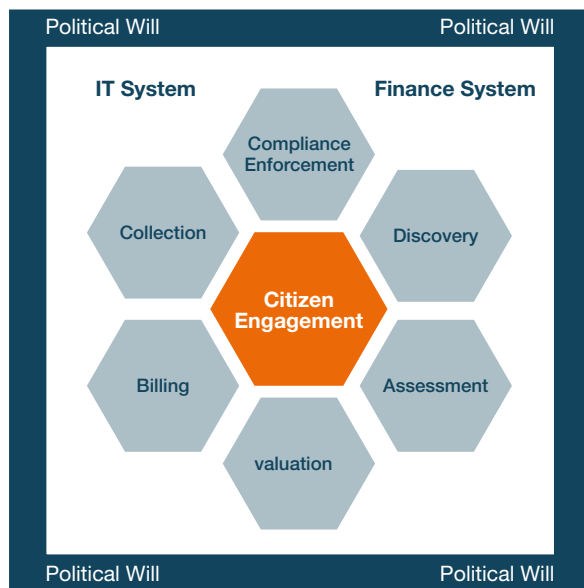 Political Will
Political Will
IT System
Finance System
Compliance
Enforcement
Collection
Discovery
Citizen
Engagement
Billing
Assessment
valuation
Political Will
Political Will